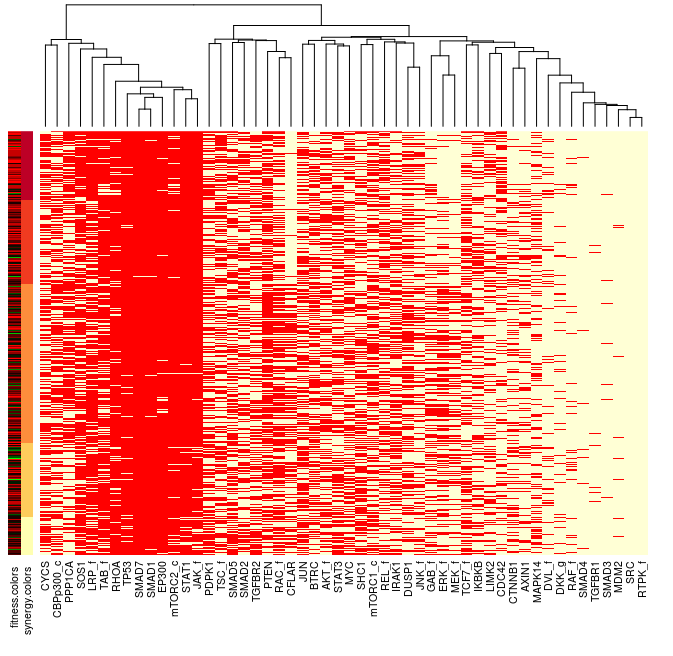 fitness.colors
synergy.colors
CYCS
CBPp300_c
PPP1CA
SOS1
LRP_f
TAB_f
RHOA
TP53
SMAD7
SMAD1
EP300
mTORC2_c
STAT1
JAK_f
PDPK1
TSC_f
SMAD5
SMAD2
TGFBR2
PTEN
RAC_f
CFLAR
JUN
BTRC
AKT_f
STAT3
MYC
SHC1
mTORC1_c
REL_f
IRAK1
DUSP1
JNK_f
GAB_f
ERK_f
MEK_f
TCF7_f
IKBKB
LIMK2
CDC42
CTNNB1
AXIN1
MAPK14
DVL_f
DKK_g
RAF_f
SMAD4
TGFBR1
SMAD3
MDM2
SRC
RTPK_f